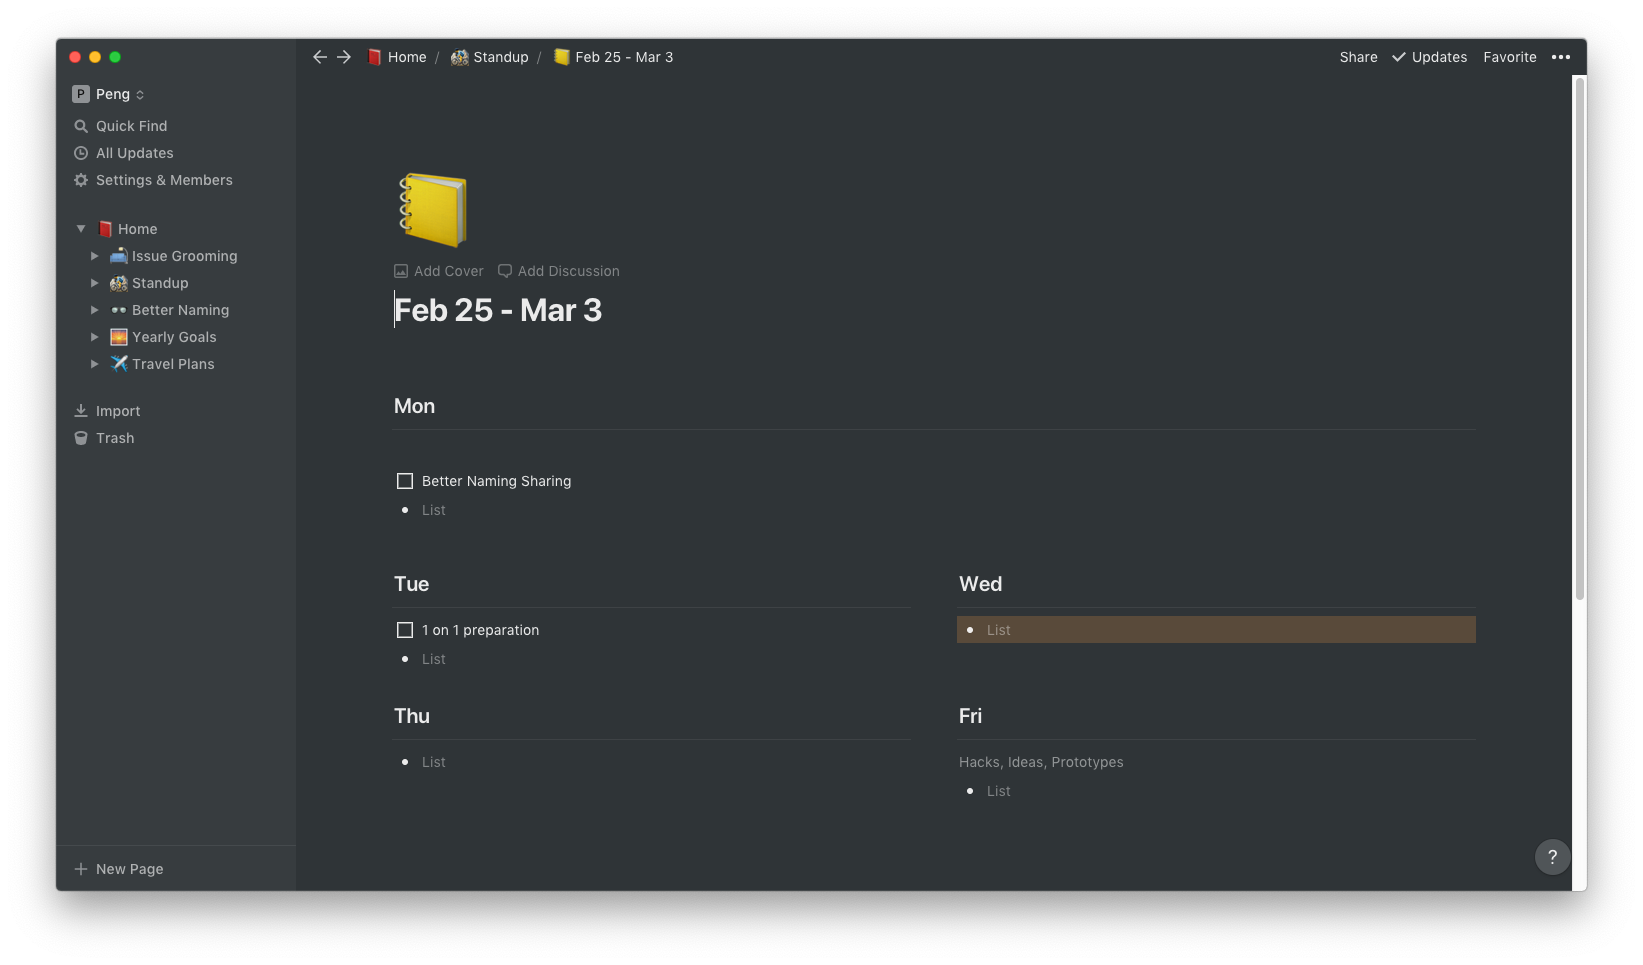 Home / Standup / Feb 25 - Mar 3
Share Updates Favorite
P Peng
Quick Find
All Updates
Settings & Members
Home
Issue Grooming
Standup
Better Naming
Yearly Goals
Travel Plans
Import
Trash
New Page
Add Cover Add Discussion
Feb 25 - Mar 3
Mon
Better Naming Sharing
• List
Tue
1 on 1 preparation
• List
Wed
• List
Thu
• List
Fri
Hacks, Ideas, Prototypes
• List
?